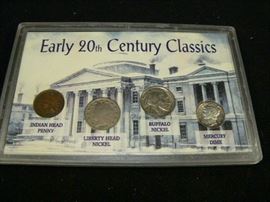 Early 20th Century Classics
INDIAN HEAD
PENNY
LIBERTY HEAD
NICKEL
BUFFALO
NICKEL
MERCURY
DIME